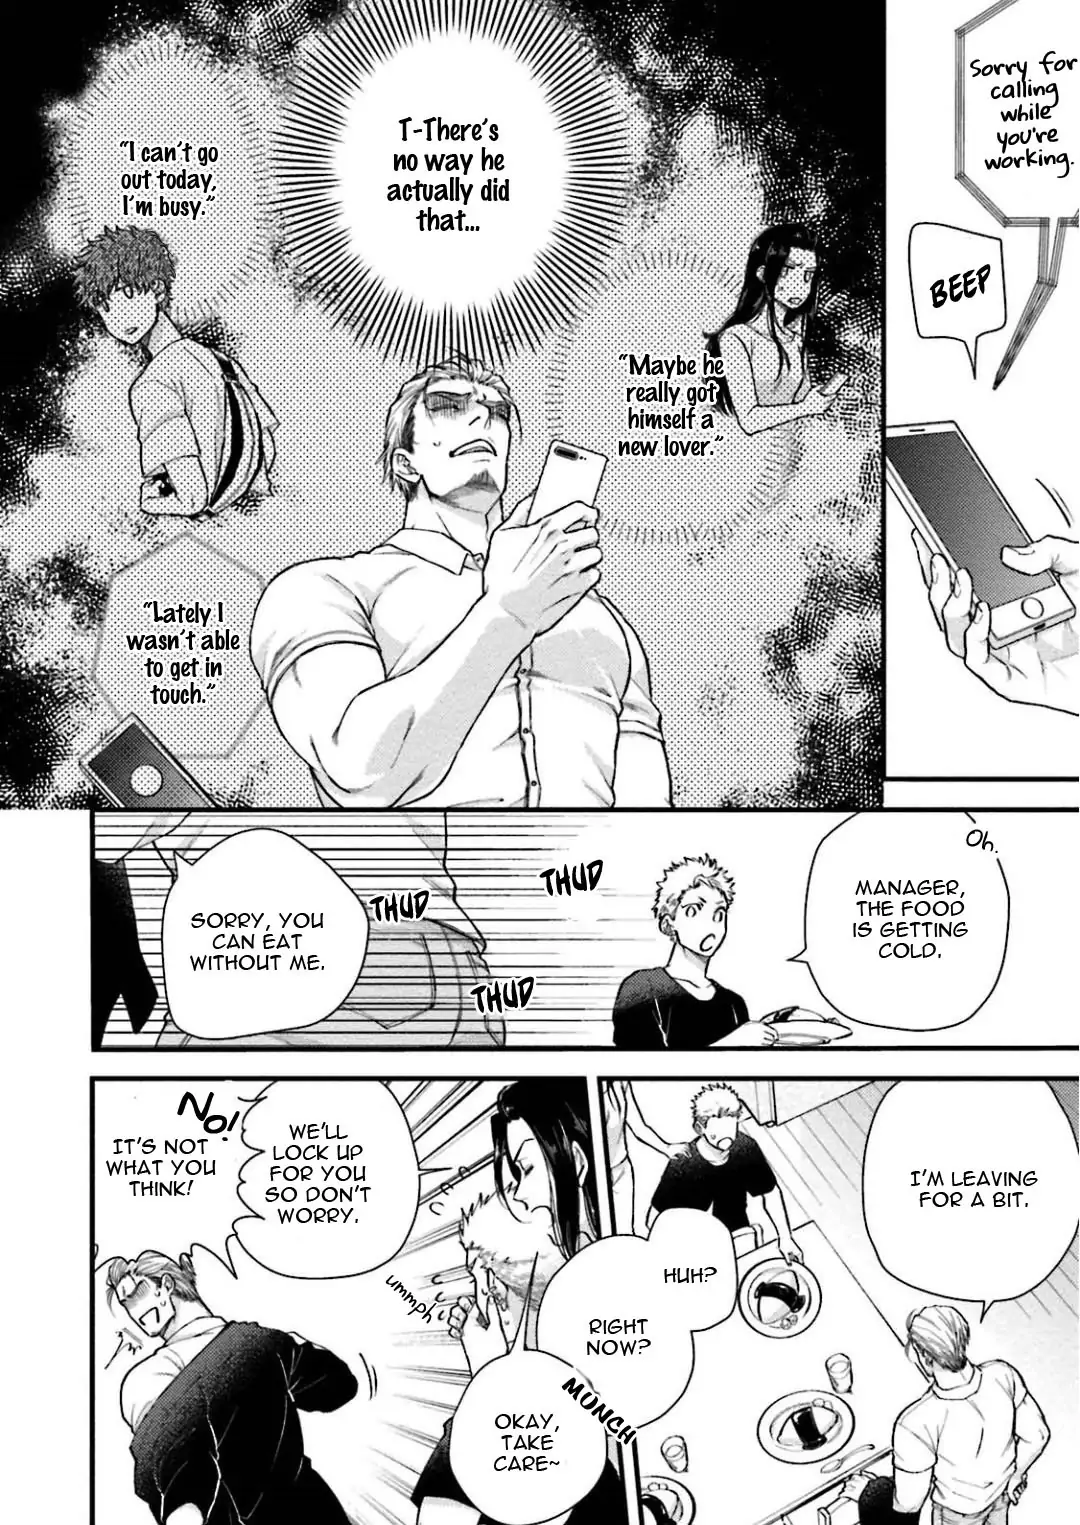 Sorry for
calling
while
you're
working.
BEEP
T-There's
no way he
actually did
that...
"Maybe he
really got
himself a
new lover."
"I can't go
out today,
I'm busy."
"Lately I
wasn't able
to get in
touch."
Oh.
MANAGER,
THE FOOD
IS GETTING
COLD.
THUD
THUD
THUD
SORRY, YOU
CAN EAT
WITHOUT ME.
I'M LEAVING
FOR A BIT.
HUH?
RIGHT
NOW?
MUNCH
OKAY,
TAKE
CARE~
WE'LL
LOCK UP
FOR YOU
SO DON'T
WORRY.
ummph
NO!
IT'S NOT
WHAT YOU
THINK!